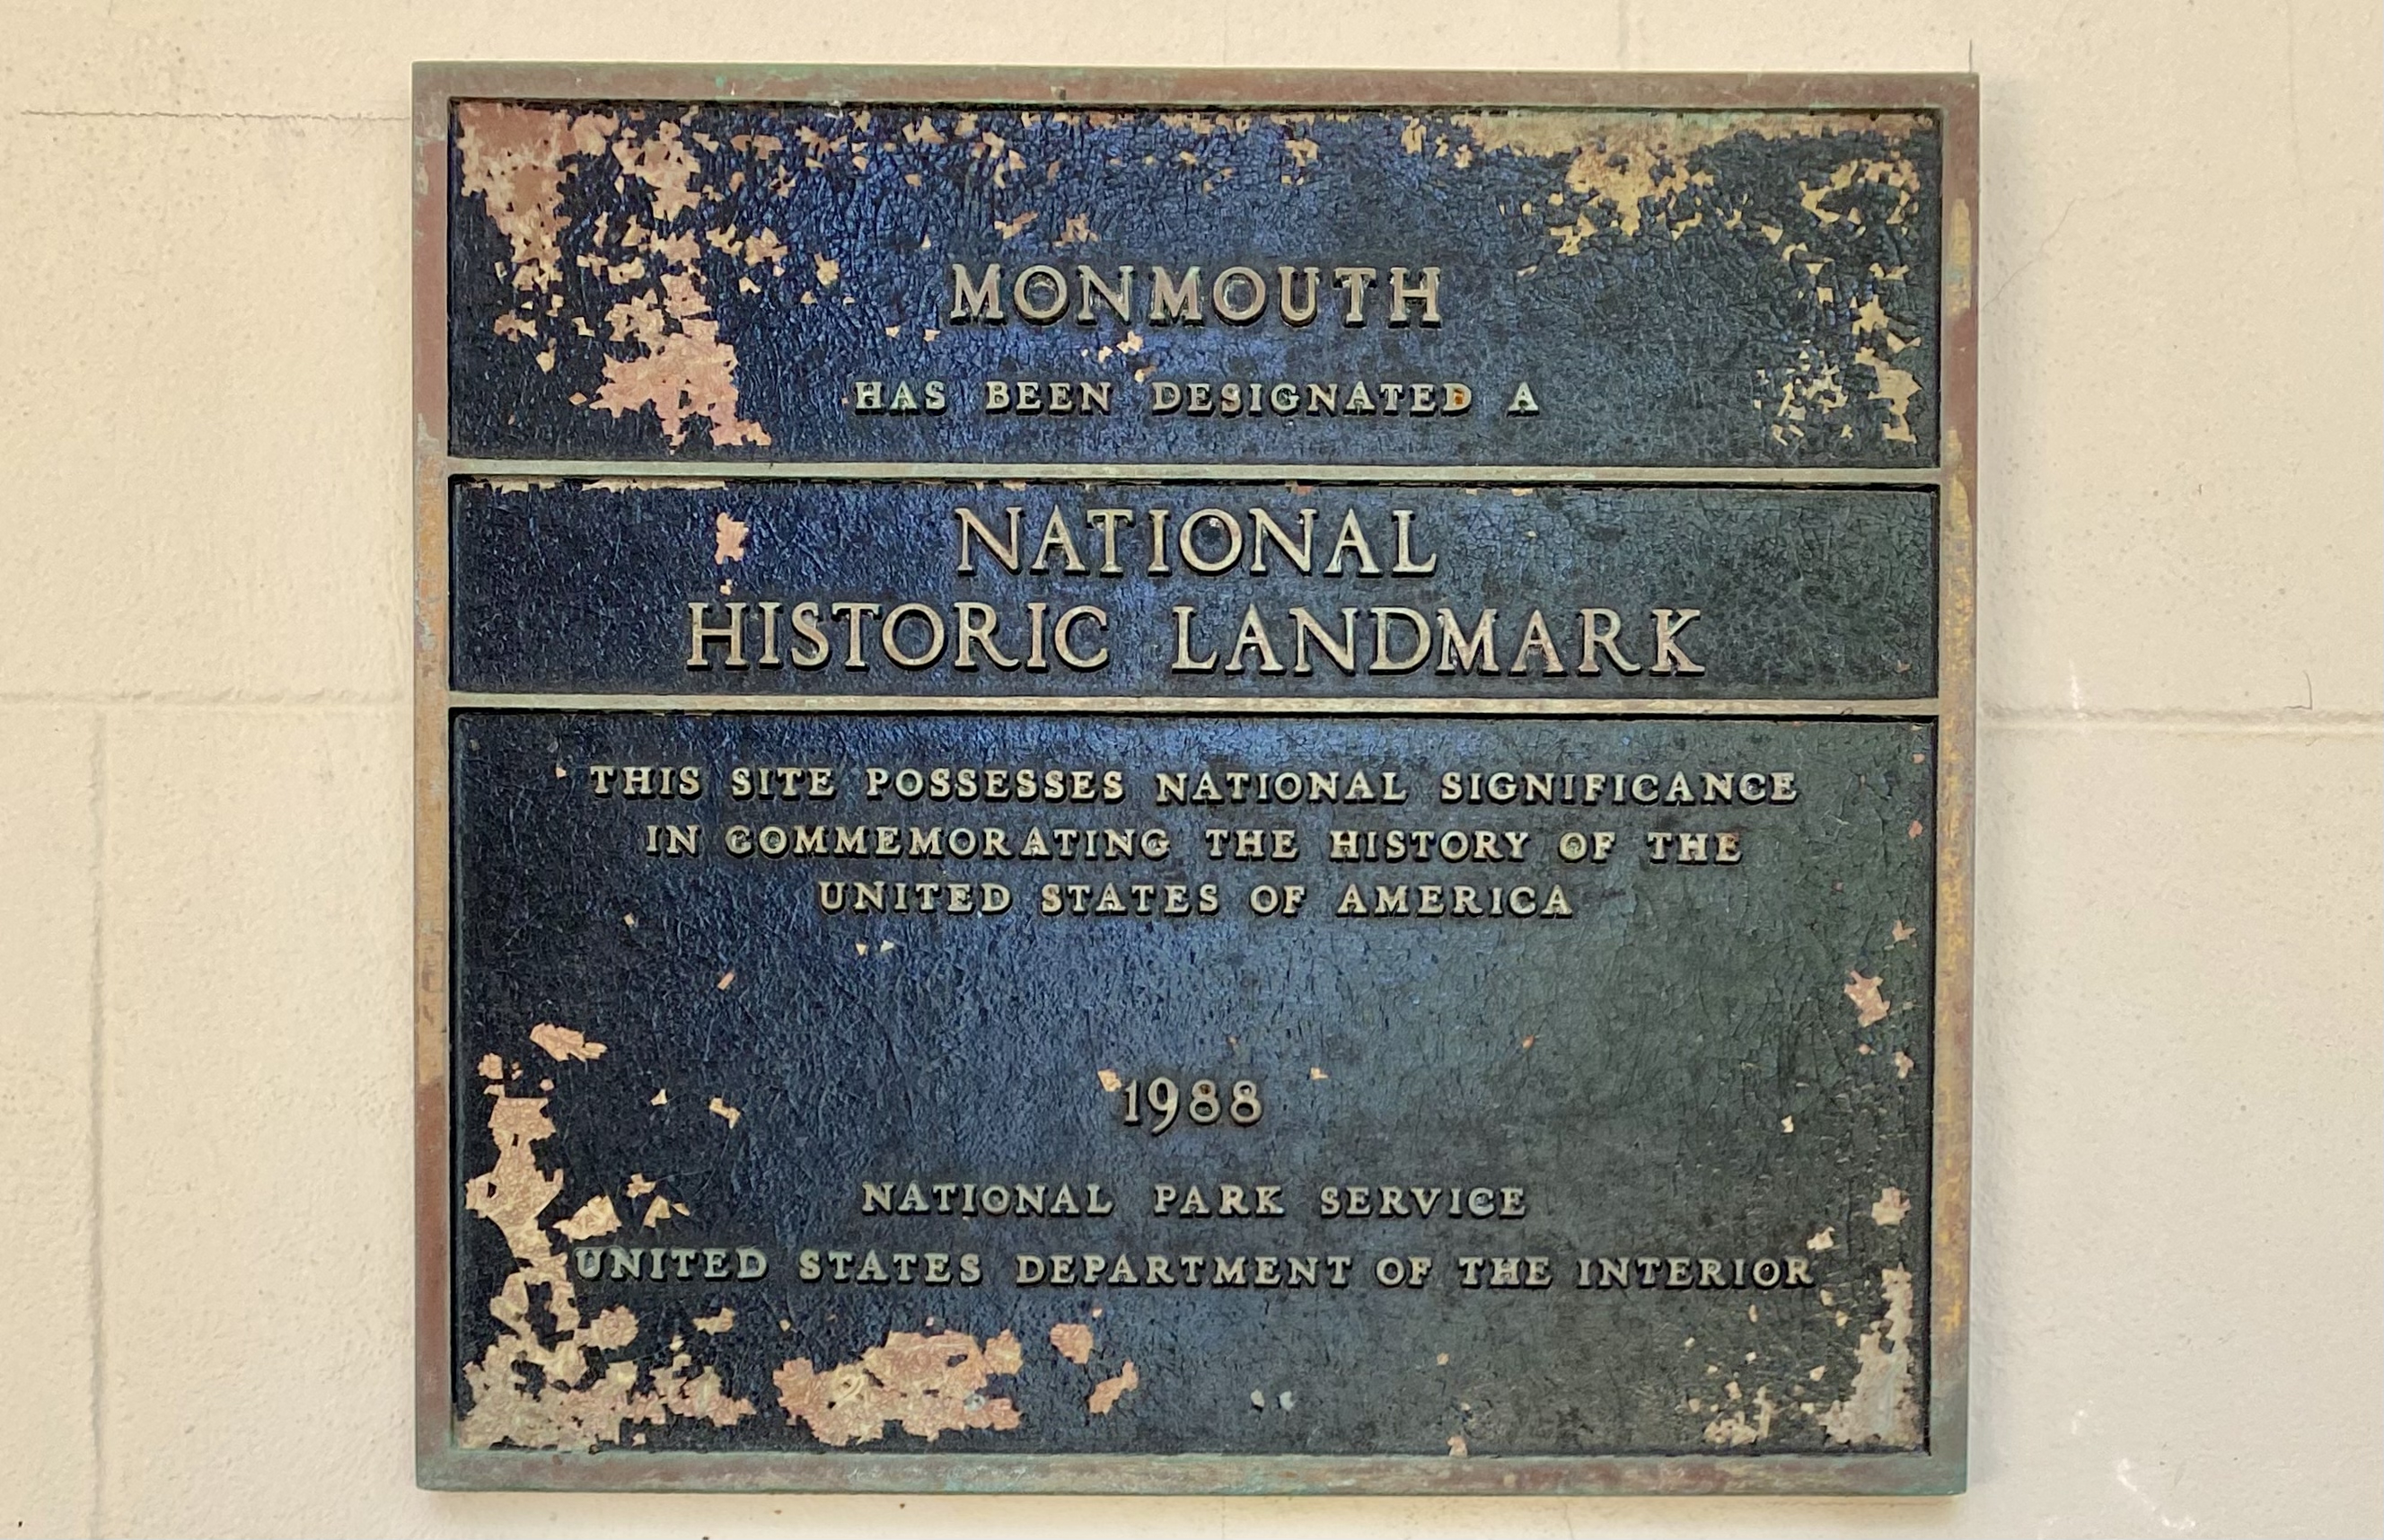 MONMOUTH
HAS BEEN DESIGNATED A
NATIONAL
HISTORIC LANDMARK
THIS SITE POSSESSES NATIONAL SIGNIFICANCE
IN COMMEMORATING THE HISTORY OF THE
UNITED STATES OF AMERICA
1988
NATIONAL PARK SERVICE
UNITED STATES DEPARTMENT OF THE INTERIOR